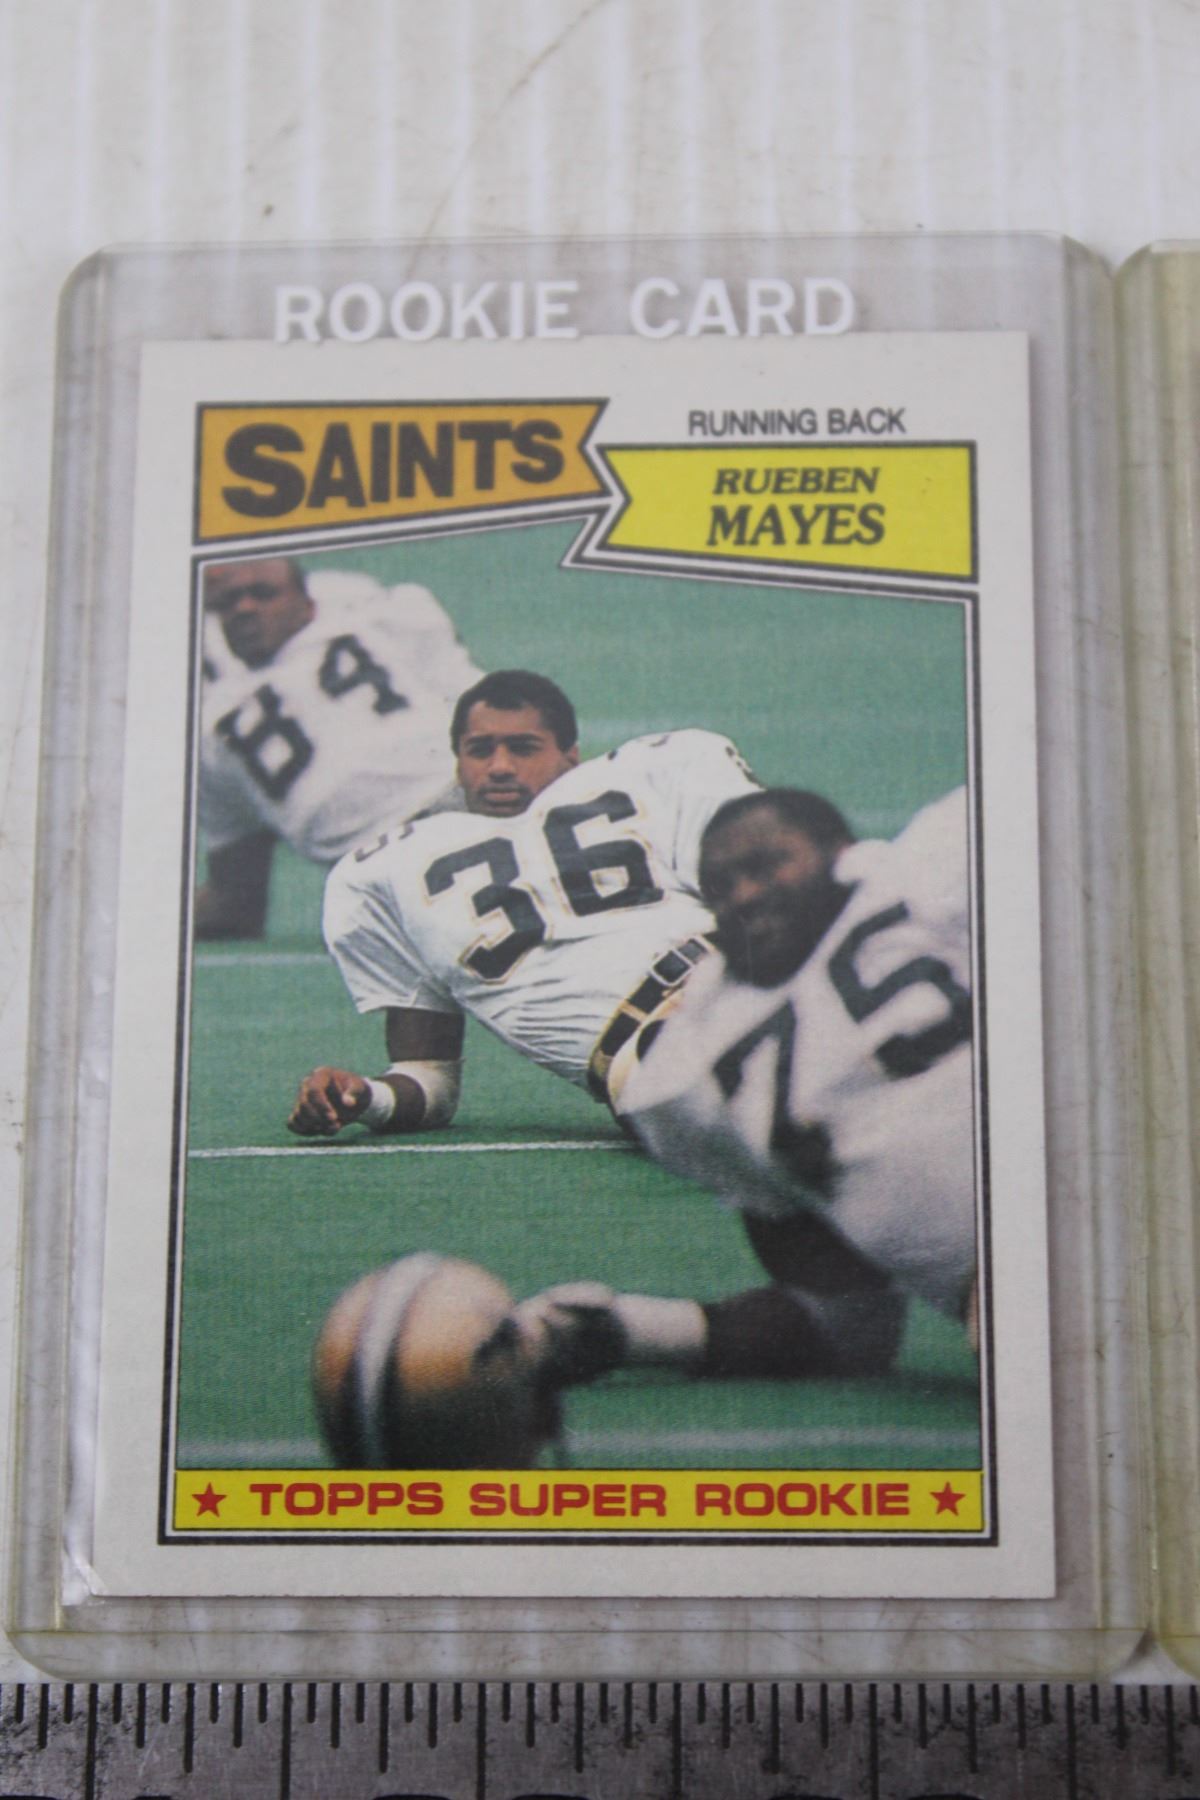 ROOKIE CARD
SAINTS
RUNNING BACK
RUEBEN
MAYES
84
36
75
★ TOPPS SUPER ROOKIE ★